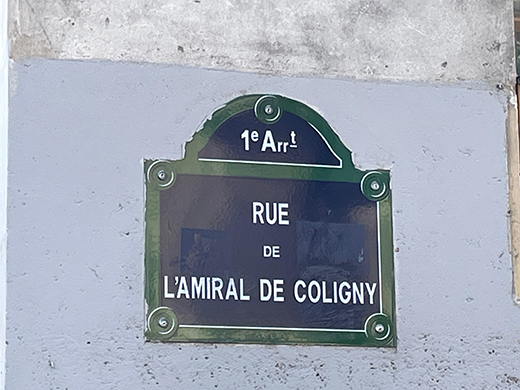 1e Arrt
RUE
DE
L'AMIRAL DE COLIGNY